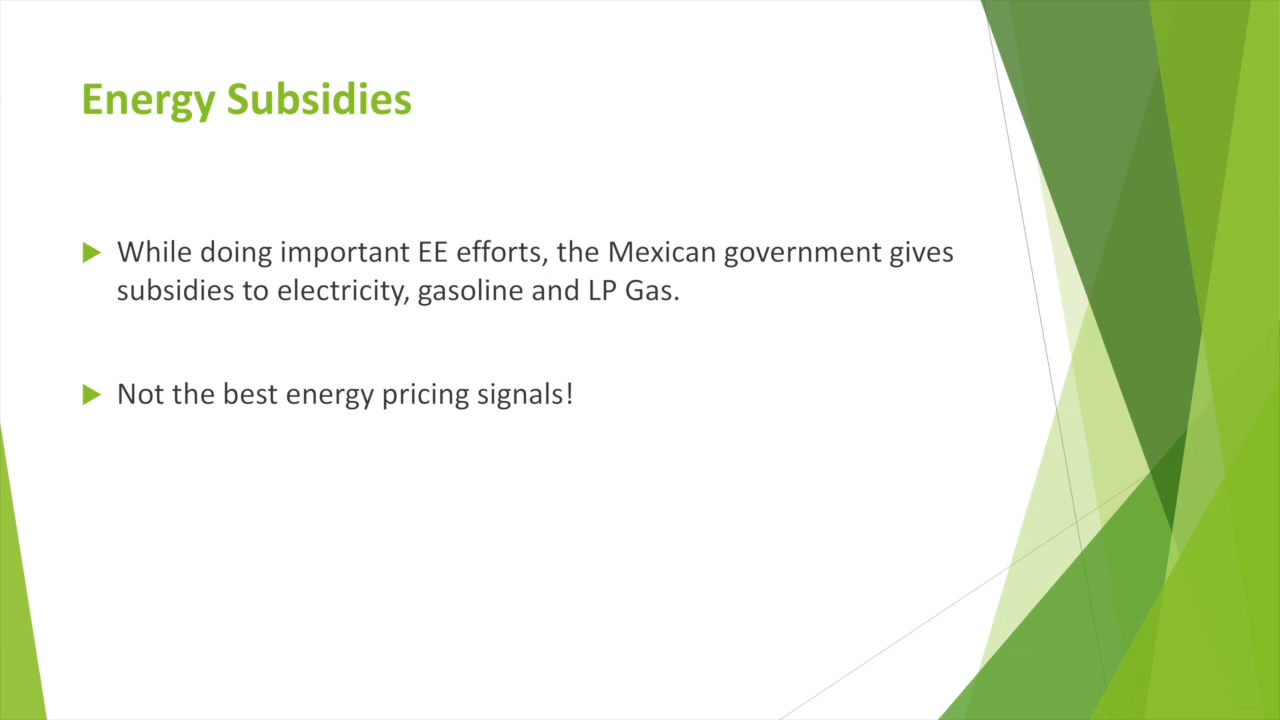 Energy Subsidies
While doing important EE efforts, the Mexican government gives
subsidies to electricity, gasoline and LP Gas.
Not the best energy pricing signals!